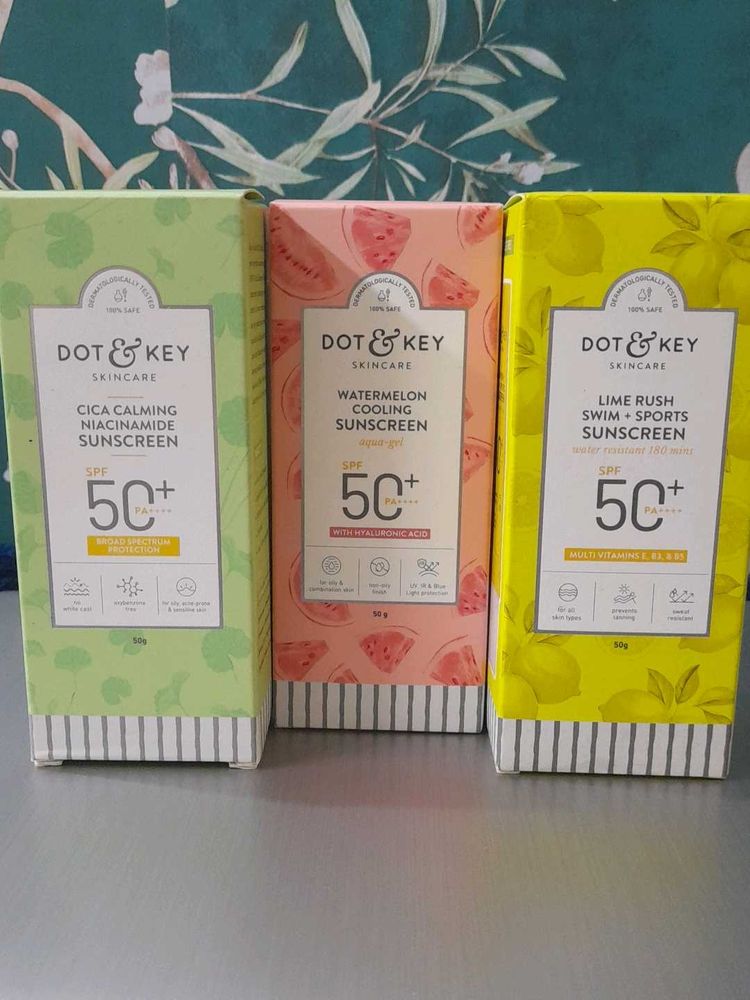 DERMATOLOGICALLY TESTED
100% SAFE
DOT & KEY
SKINCARE
CICA CALMING
NIACINAMIDE
SUNSCREEN
SPF
50+
PA++++
BROAD SPECTRUM
PROTECTION
no
white cast
oxybenzone
free
for oily, acne-prone
& sensitive skin
50g
DERMATOLOGICALLY TESTED
100% SAFE
DOT & KEY
SKINCARE
WATERMELON
COOLING
SUNSCREEN
aqua-gel
SPF
50+
PA++++
WITH HYALURONIC ACID
for oily &
combination skin
non-oily
finish
UV, IR & Blue
Light protection
50 g
DERMATOLOGICALLY TESTED
100% SAFE
DOT & KEY
SKINCARE
LIME RUSH
SWIM + SPORTS
SUNSCREEN
water resistant 180 mins
SPF
50+
PA++++
MULTI VITAMINS E, B3, & B5
for all
skin types
prevents
tanning
sweat
resistant
50g